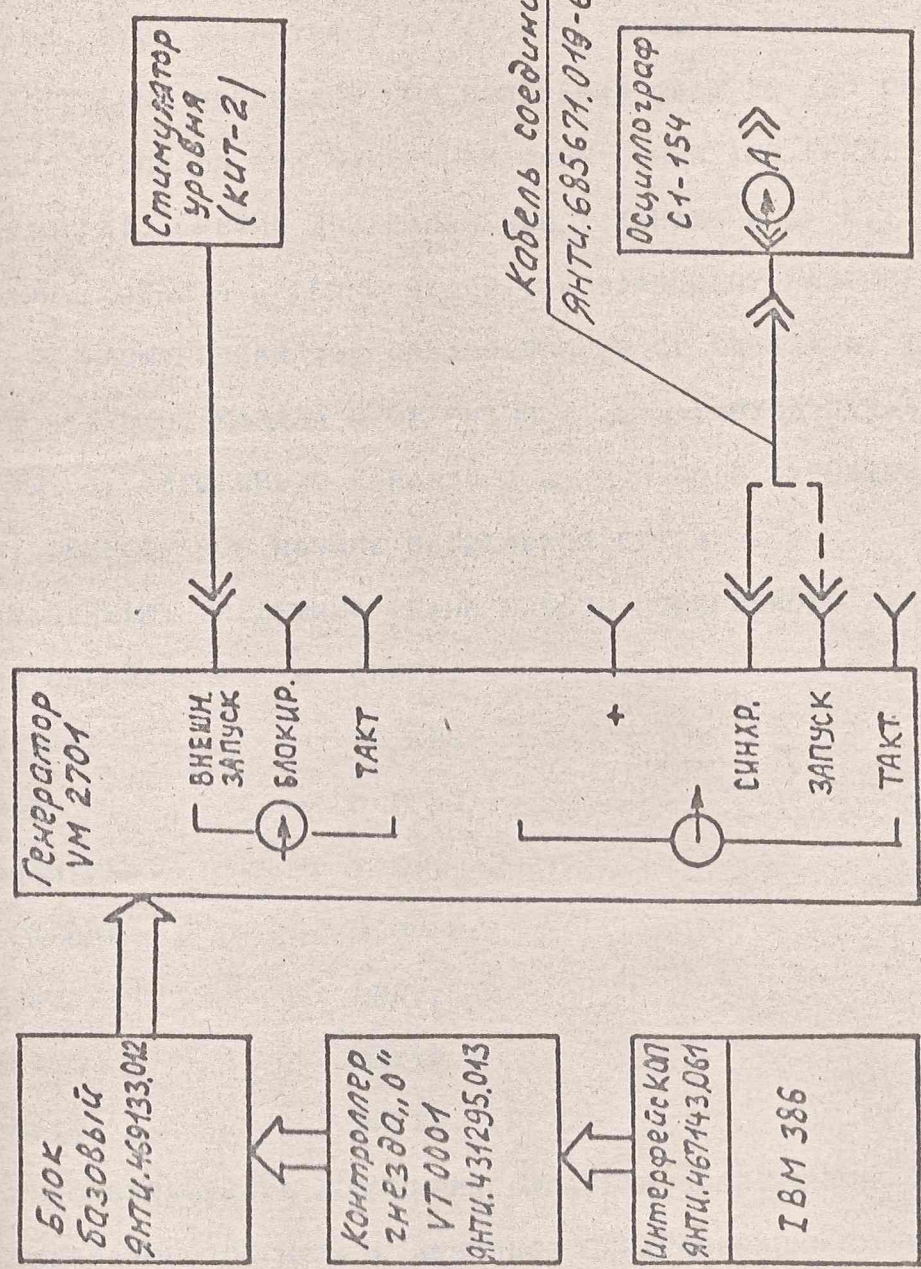 Блок
базовый
ЯНТИ.469133.012
Контроллер
гнезда„0"
VT 0001
ЯНТИ.431295.013
Интерфейс КОП
ЯНТИ.467143.061
IBM 386
Генератор
VM 2701
ВНЕШН.
ЗАПУСК
БЛОКИР.
ТАКТ
+
СИНХР.
ЗАПУСК
ТАКТ
Стимулятор
уровня
(КИТ-2)
Кабель
ЯНТИ.685671.019-
Осциллограф
С1-154
А